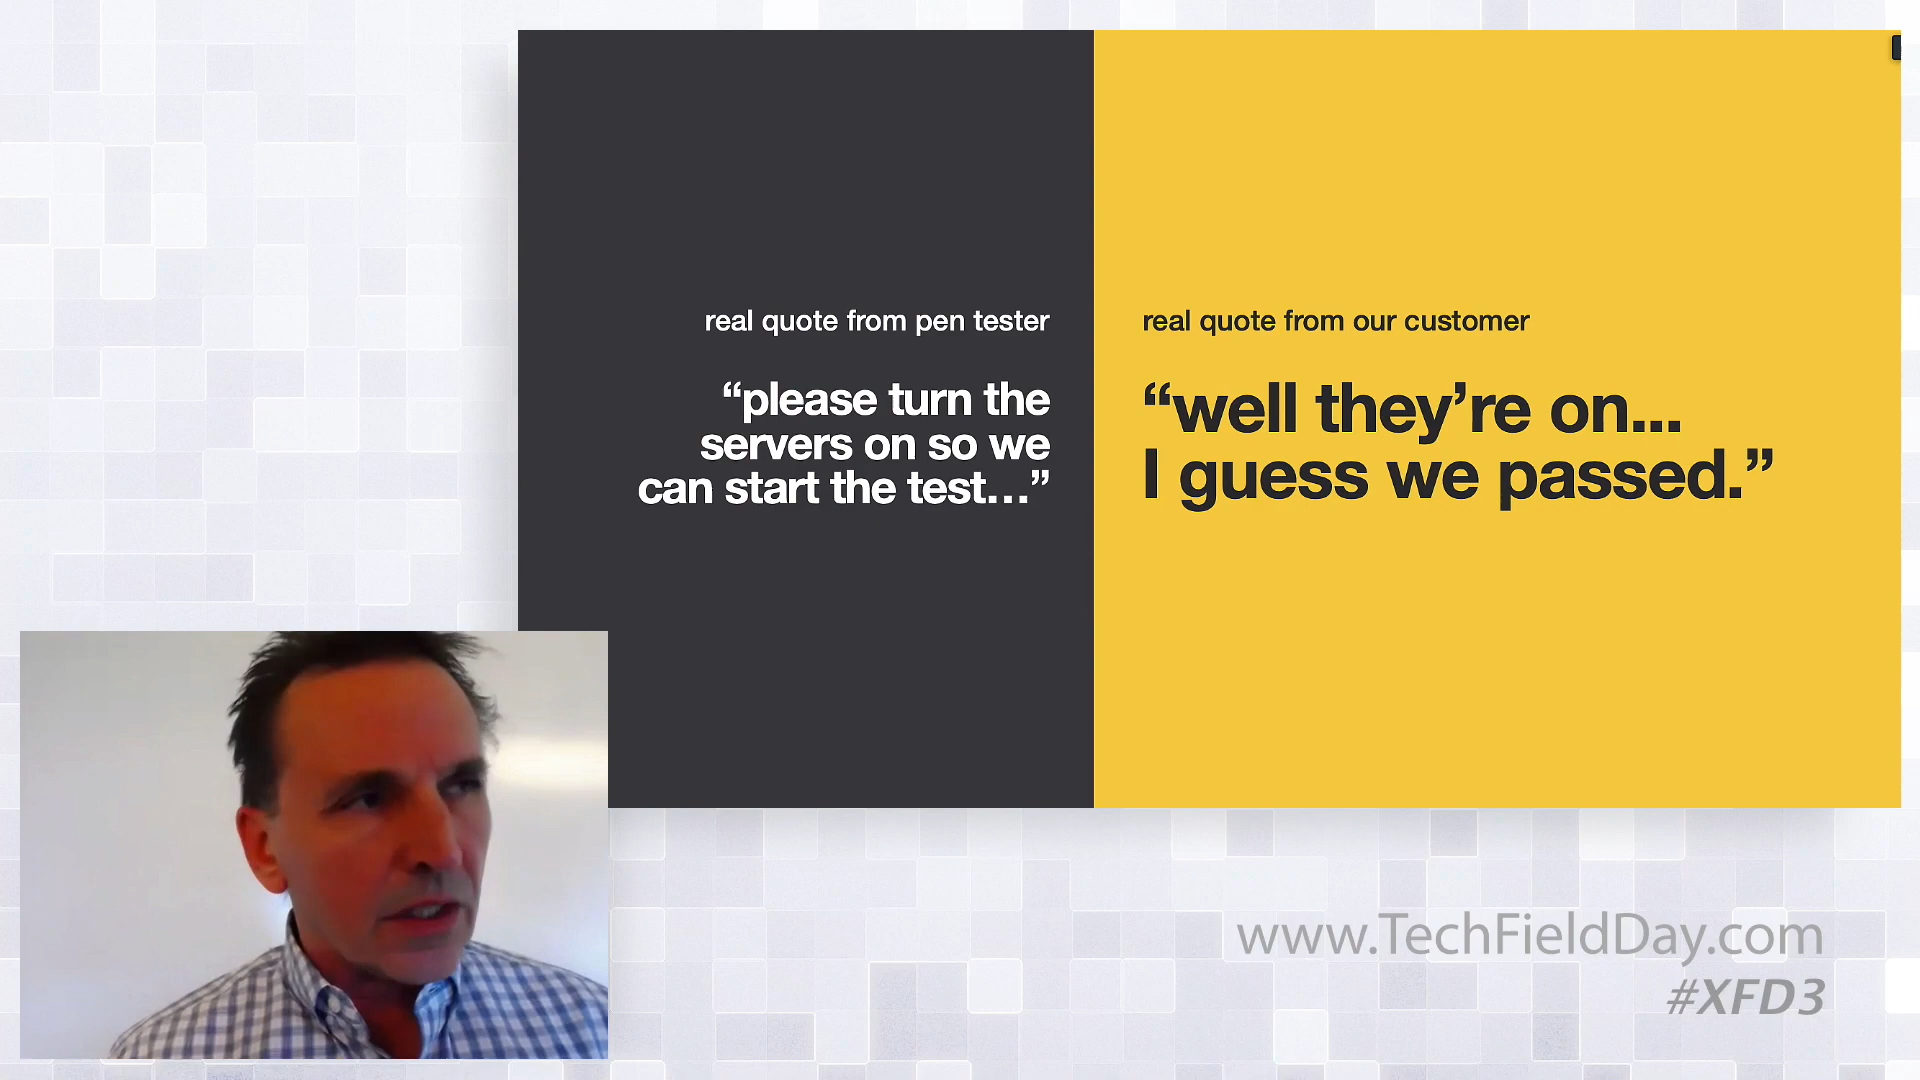 real quote from pen tester
“please turn the
servers on so we
can start the test...”
real quote from our customer
“well they’re on...
I guess we passed.”
www.TechFieldDay.com
#XFD3